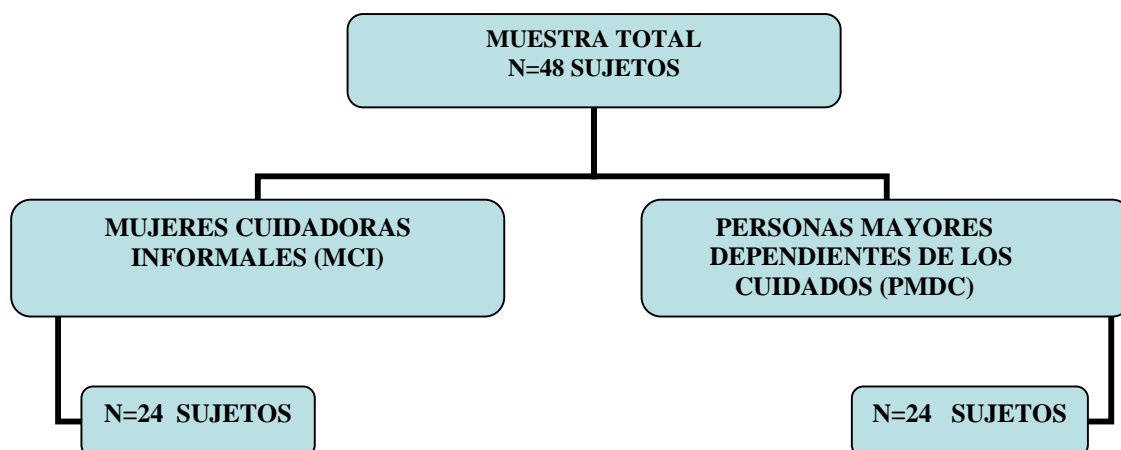 MUESTRA TOTAL
N=48 SUJETOS
MUJERES CUIDADORAS
INFORMALES (MCI)
PERSONAS MAYORES
DEPENDIENTES DE LOS
CUIDADOS (PMDC)
N=24 SUJETOS
N=24 SUJETOS